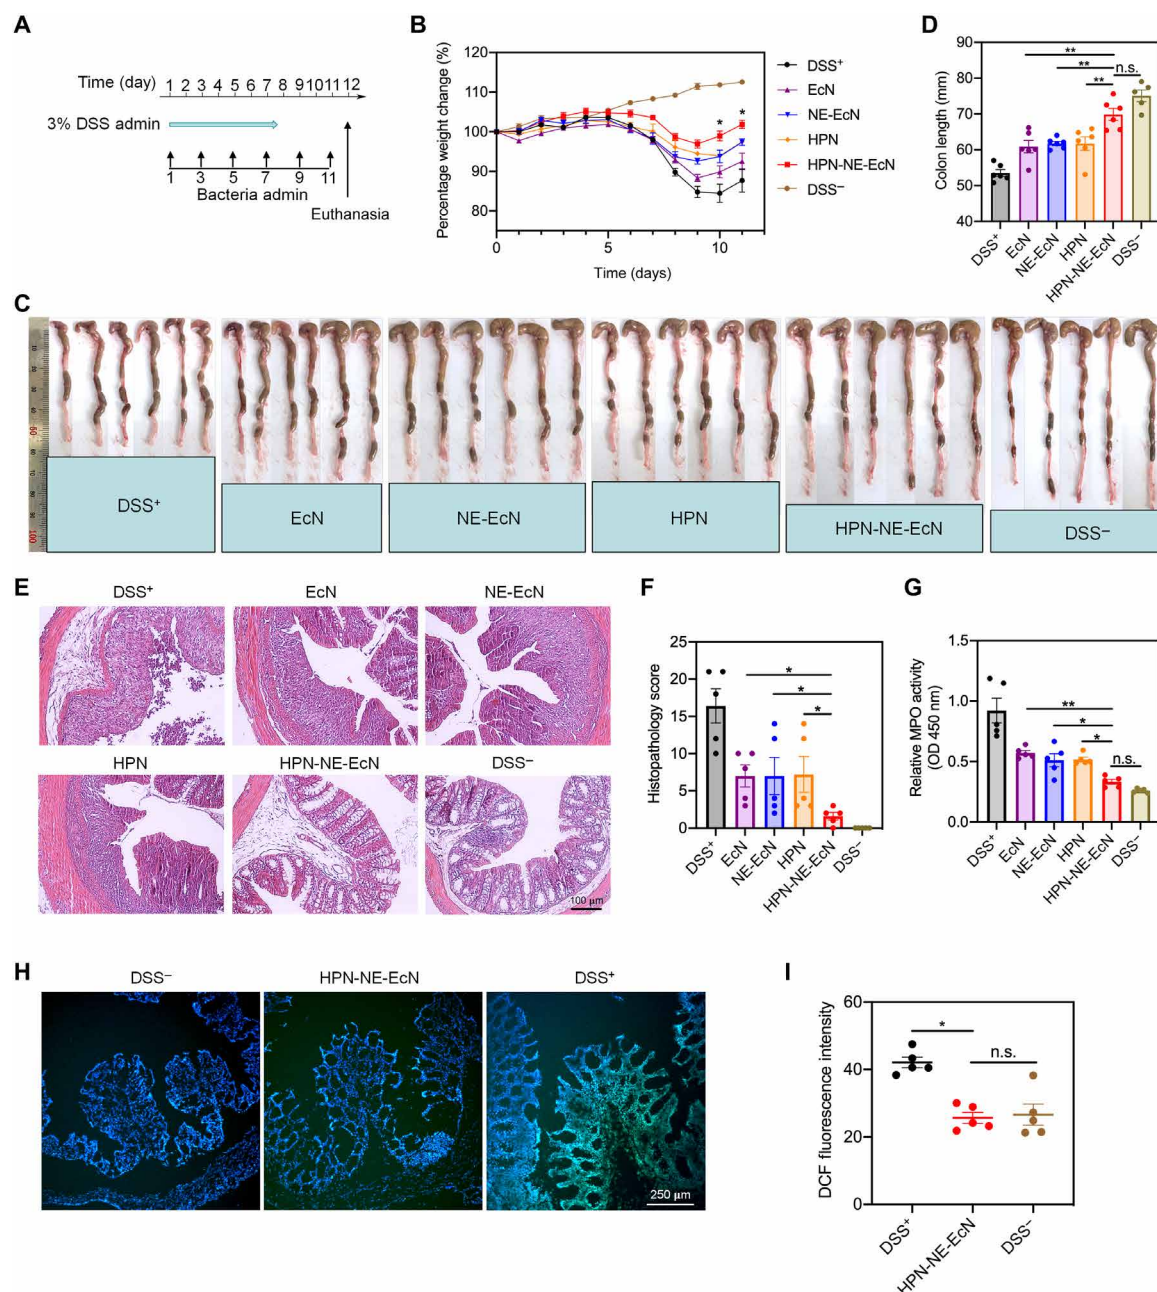 A
Time (day)
1 2 3 4 5 6 7 8 9 10 11 12
3% DSS admin
1 3 5 7 9 11
Bacteria admin
Euthanasia
B
Percentage weight change (%)
120
110
100
90
80
0 5 10
Time (days)
* *
DSS⁺
EcN
NE-EcN
HPN
HPN-NE-EcN
DSS⁻
D
Colon length (mm)
90
80
70
60
50
40
**
**
n.s.
**
DSS⁺ EcN NE-EcN HPN HPN-NE-EcN DSS⁻
C
DSS⁺ EcN NE-EcN HPN HPN-NE-EcN DSS⁻
E
DSS⁺ EcN NE-EcN
HPN HPN-NE-EcN DSS⁻
100 μm
F
Histopathology score
25
20
15
10
5
0
*
*
*
DSS⁺ EcN NE-EcN HPN HPN-NE-EcN DSS⁻
G
Relative MPO activity
(OD 450 nm)
1.5
1.0
0.5
0.0
**
*
*
n.s.
DSS⁺ EcN NE-EcN HPN HPN-NE-EcN DSS⁻
H
DSS⁻ HPN-NE-EcN DSS⁺
250 μm
I
DCF fluorescence intensity
60
40
20
0
*
n.s.
DSS⁺ HPN-NE-EcN DSS⁻